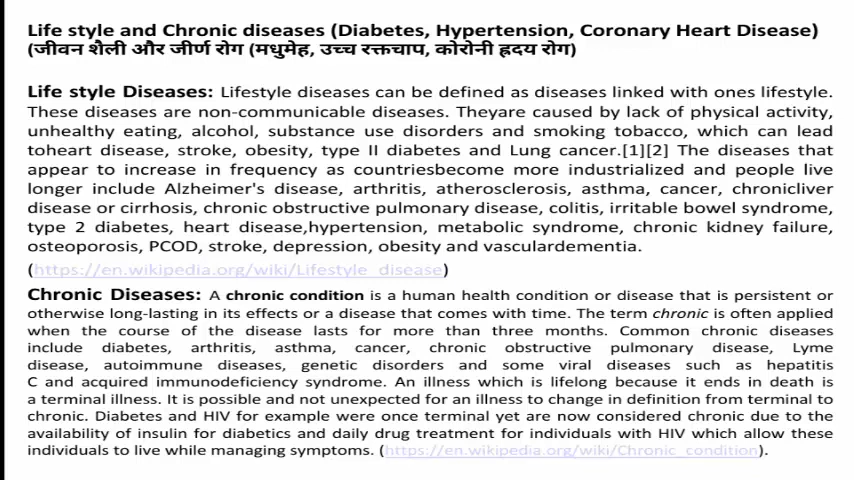 Life style and Chronic diseases (Diabetes, Hypertension, Coronary Heart Disease)
(जीवन शैली और जीर्ण रोग (मधुमेह, उच्च रक्तचाप, कोरोनी ह्रदय रोग)
Life style Diseases: Lifestyle diseases can be defined as diseases linked with ones lifestyle.
These diseases are non-communicable diseases. Theyare caused by lack of physical activity,
unhealthy eating, alcohol, substance use disorders and smoking tobacco, which can lead
toheart disease, stroke, obesity, type II diabetes and Lung cancer.[1][2] The diseases that
appear to increase in frequency as countriesbecome more industrialized and people live
longer include Alzheimer's disease, arthritis, atherosclerosis, asthma, cancer, chronicliver
disease or cirrhosis, chronic obstructive pulmonary disease, colitis, irritable bowel syndrome,
type 2 diabetes, heart disease,hypertension, metabolic syndrome, chronic kidney failure,
osteoporosis, PCOD, stroke, depression, obesity and vasculardementia.
(https://en.wikipedia.org/wiki/Lifestyle_disease)
Chronic Diseases: A chronic condition is a human health condition or disease that is persistent or
otherwise long-lasting in its effects or a disease that comes with time. The term chronic is often applied
when the course of the disease lasts for more than three months. Common chronic diseases
include diabetes, arthritis, asthma, cancer, chronic obstructive pulmonary disease, Lyme
disease, autoimmune diseases, genetic disorders and some viral diseases such as hepatitis
C and acquired immunodeficiency syndrome. An illness which is lifelong because it ends in death is
a terminal illness. It is possible and not unexpected for an illness to change in definition from terminal to
chronic. Diabetes and HIV for example were once terminal yet are now considered chronic due to the
availability of insulin for diabetics and daily drug treatment for individuals with HIV which allow these
individuals to live while managing symptoms. (https://en.wikipedia.org/wiki/Chronic_condition).